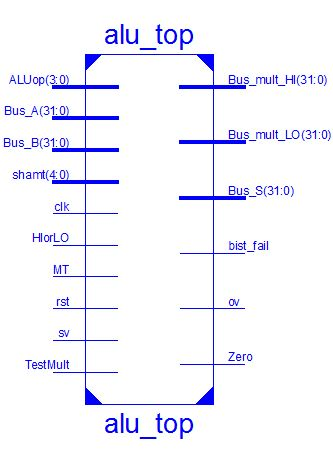 alu_top
ALUop(3:0)
Bus_A(31:0)
Bus_B(31:0)
shamt(4:0)
clk
HIorLO
MT
rst
sv
TestMult
Bus_mult_HI(31:0)
Bus_mult_LO(31:0)
Bus_S(31:0)
bist_fail
ov
Zero
alu_top